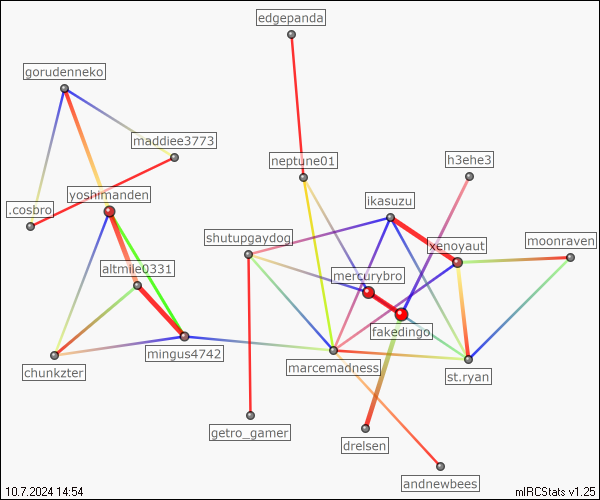 edgepanda
gorudenneko
maddiee3773
neptune01
h3ehe3
yoshimanden
ikasuzu
.cosbro
shutupgaydog
xenoyaut
moonraven
altmile0331
mercurybro
fakedingo
mingus4742
marcemadness
chunkzter
st.ryan
getro_gamer
drelsen
andnewbees
10.7.2024 14:54
mIRCStats v1.25